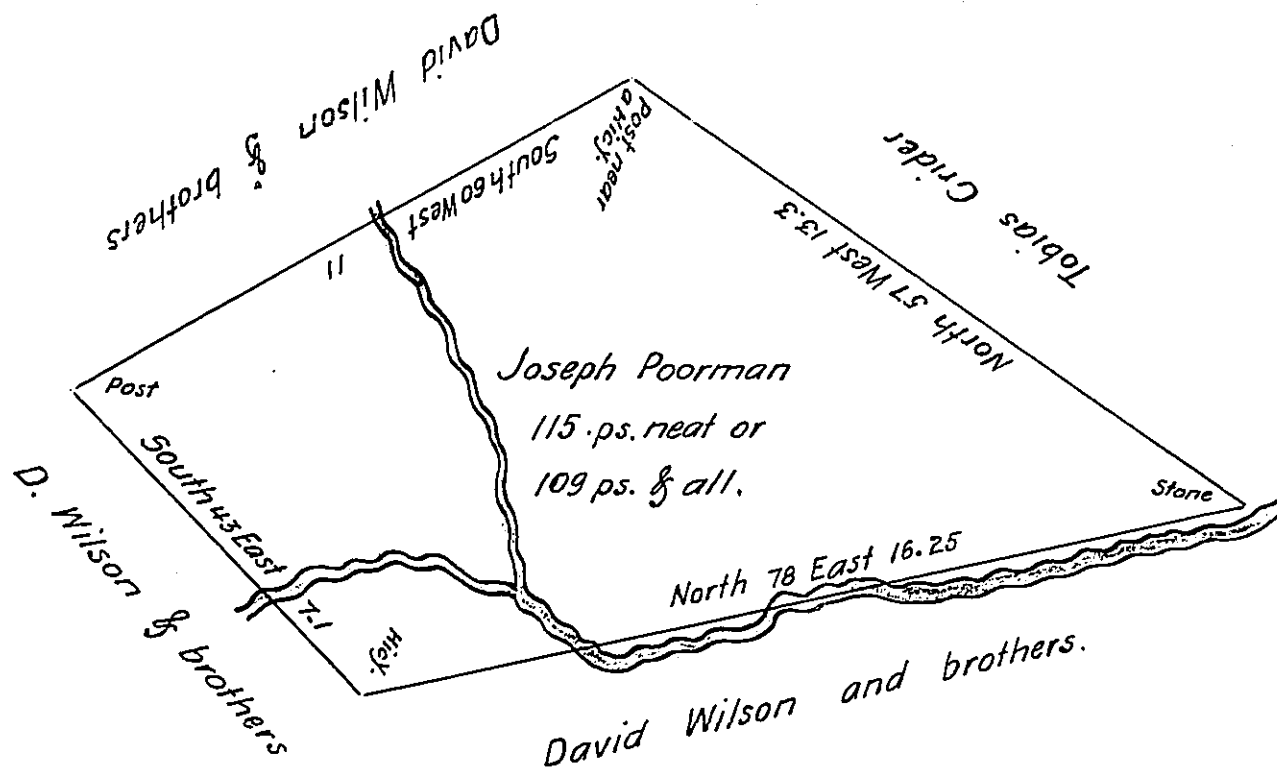 David Wilson & brothers
South 60 West
11
Post near
a Hicy.
Tobias Crider
North 57 West 13.3
Post
Joseph Poorman
115.ps. neat or
109 ps. & all.
Stone
South 43 East
7.1
Hicy.
North 78 East 16.25
D. Wilson & brothers
David Wilson and brothers.